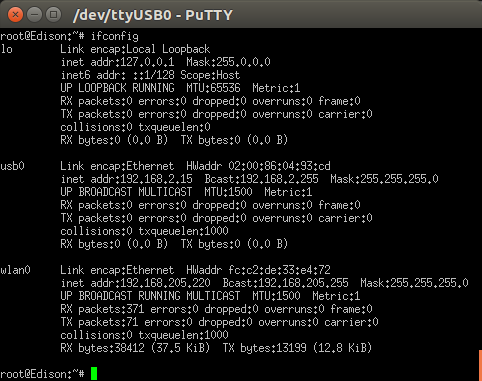 /dev/ttyUSB0 - PuTTY
root@Edison:~# ifconfig
lo        Link encap:Local Loopback
          inet addr:127.0.0.1  Mask:255.0.0.0
          inet6 addr: ::1/128 Scope:Host
          UP LOOPBACK RUNNING  MTU:65536  Metric:1
          RX packets:0 errors:0 dropped:0 overruns:0 frame:0
          TX packets:0 errors:0 dropped:0 overruns:0 carrier:0
          collisions:0 txqueuelen:0
          RX bytes:0 (0.0 B)  TX bytes:0 (0.0 B)

usb0      Link encap:Ethernet  HWaddr 02:00:86:04:93:cd
          inet addr:192.168.2.15  Bcast:192.168.2.255  Mask:255.255.255.0
          UP BROADCAST MULTICAST  MTU:1500  Metric:1
          RX packets:0 errors:0 dropped:0 overruns:0 frame:0
          TX packets:0 errors:0 dropped:0 overruns:0 carrier:0
          collisions:0 txqueuelen:1000
          RX bytes:0 (0.0 B)  TX bytes:0 (0.0 B)

wlan0     Link encap:Ethernet  HWaddr fc:c2:de:33:e4:72
          inet addr:192.168.205.220  Bcast:192.168.205.255  Mask:255.255.255.0
          UP BROADCAST RUNNING MULTICAST  MTU:1500  Metric:1
          RX packets:371 errors:0 dropped:0 overruns:0 frame:0
          TX packets:71 errors:0 dropped:0 overruns:0 carrier:0
          collisions:0 txqueuelen:1000
          RX bytes:38412 (37.5 KiB)  TX bytes:13199 (12.8 KiB)

root@Edison:~#